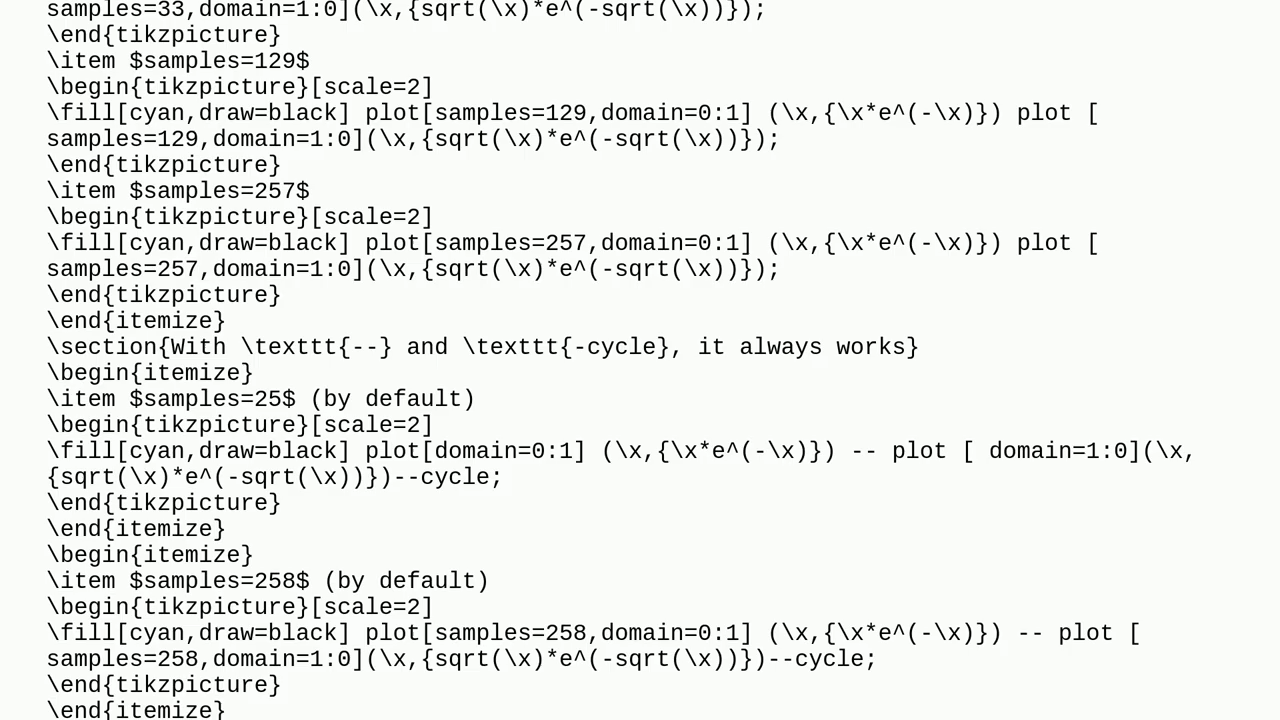 samples=33,domain=1:0](\x,{sqrt(\x)*e^(-sqrt(\x))});
\end{tikzpicture}
\item $samples=129$
\begin{tikzpicture}[scale=2]
\fill[cyan,draw=black] plot[samples=129,domain=0:1] (\x,{\x*e^(-\x)}) plot [
samples=129,domain=1:0](\x,{sqrt(\x)*e^(-sqrt(\x))});
\end{tikzpicture}
\item $samples=257$
\begin{tikzpicture}[scale=2]
\fill[cyan,draw=black] plot[samples=257,domain=0:1] (\x,{\x*e^(-\x)}) plot [
samples=257,domain=1:0](\x,{sqrt(\x)*e^(-sqrt(\x))});
\end{tikzpicture}
\end{itemize}
\section{With \texttt{--} and \texttt{-cycle}, it always works}
\begin{itemize}
\item $samples=25$ (by default)
\begin{tikzpicture}[scale=2]
\fill[cyan,draw=black] plot[domain=0:1] (\x,{\x*e^(-\x)}) -- plot [ domain=1:0](\x,
{sqrt(\x)*e^(-sqrt(\x))})--cycle;
\end{tikzpicture}
\end{itemize}
\begin{itemize}
\item $samples=258$ (by default)
\begin{tikzpicture}[scale=2]
\fill[cyan,draw=black] plot[samples=258,domain=0:1] (\x,{\x*e^(-\x)}) -- plot [
samples=258,domain=1:0](\x,{sqrt(\x)*e^(-sqrt(\x))})--cycle;
\end{tikzpicture}
\end{itemize}